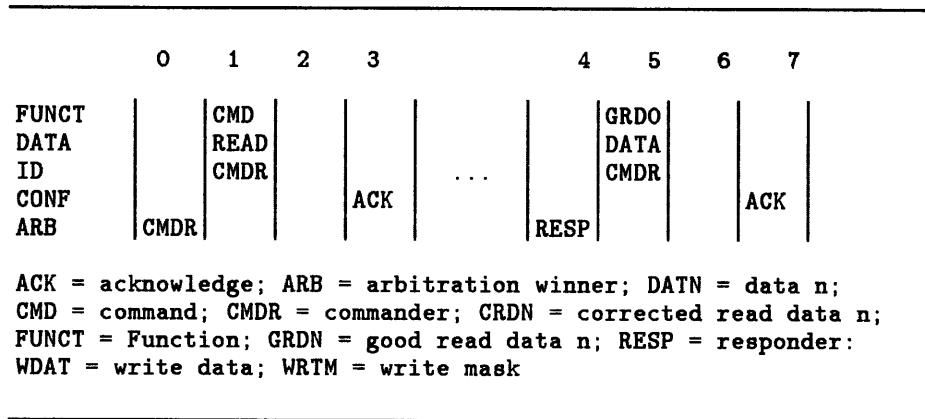 0 1 2 3 4 5 6 7
FUNCT CMD GRDO
DATA READ DATA
ID CMDR ... CMDR
CONF ACK ACK
ARB CMDR RESP
ACK = acknowledge; ARB = arbitration winner; DATN = data n;
CMD = command; CMDR = commander; CRDN = corrected read data n;
FUNCT = Function; GRDN = good read data n; RESP = responder:
WDAT = write data; WRTM = write mask